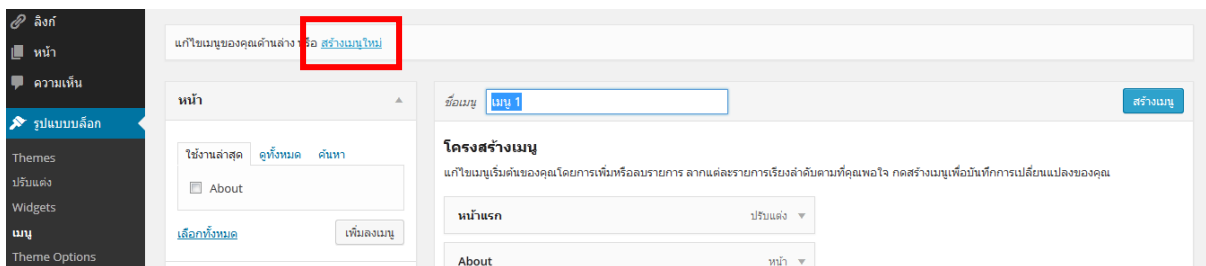 ลิงก์
หน้า
ความเห็น
รูปแบบบล็อก
Themes
ปรับแต่ง
Widgets
เมนู
Theme Options
แก้ไขเมนูของคุณด้านล่าง หรือ สร้างเมนูใหม่
หน้า
ใช้งานล่าสุด ดูทั้งหมด ค้นหา
About
เลือกทั้งหมด เพิ่มลงเมนู
ชื่อเมนู เมนู 1 สร้างเมนู
โครงสร้างเมนู
แก้ไขเมนูเริ่มต้นของคุณโดยการเพิ่มหรือลบรายการ ลากแต่ละรายการเรียงลำดับตามที่คุณพอใจ กดสร้างเมนูเพื่อบันทึกการเปลี่ยนแปลงของคุณ
หน้าแรก ปรับแต่ง
About หน้า